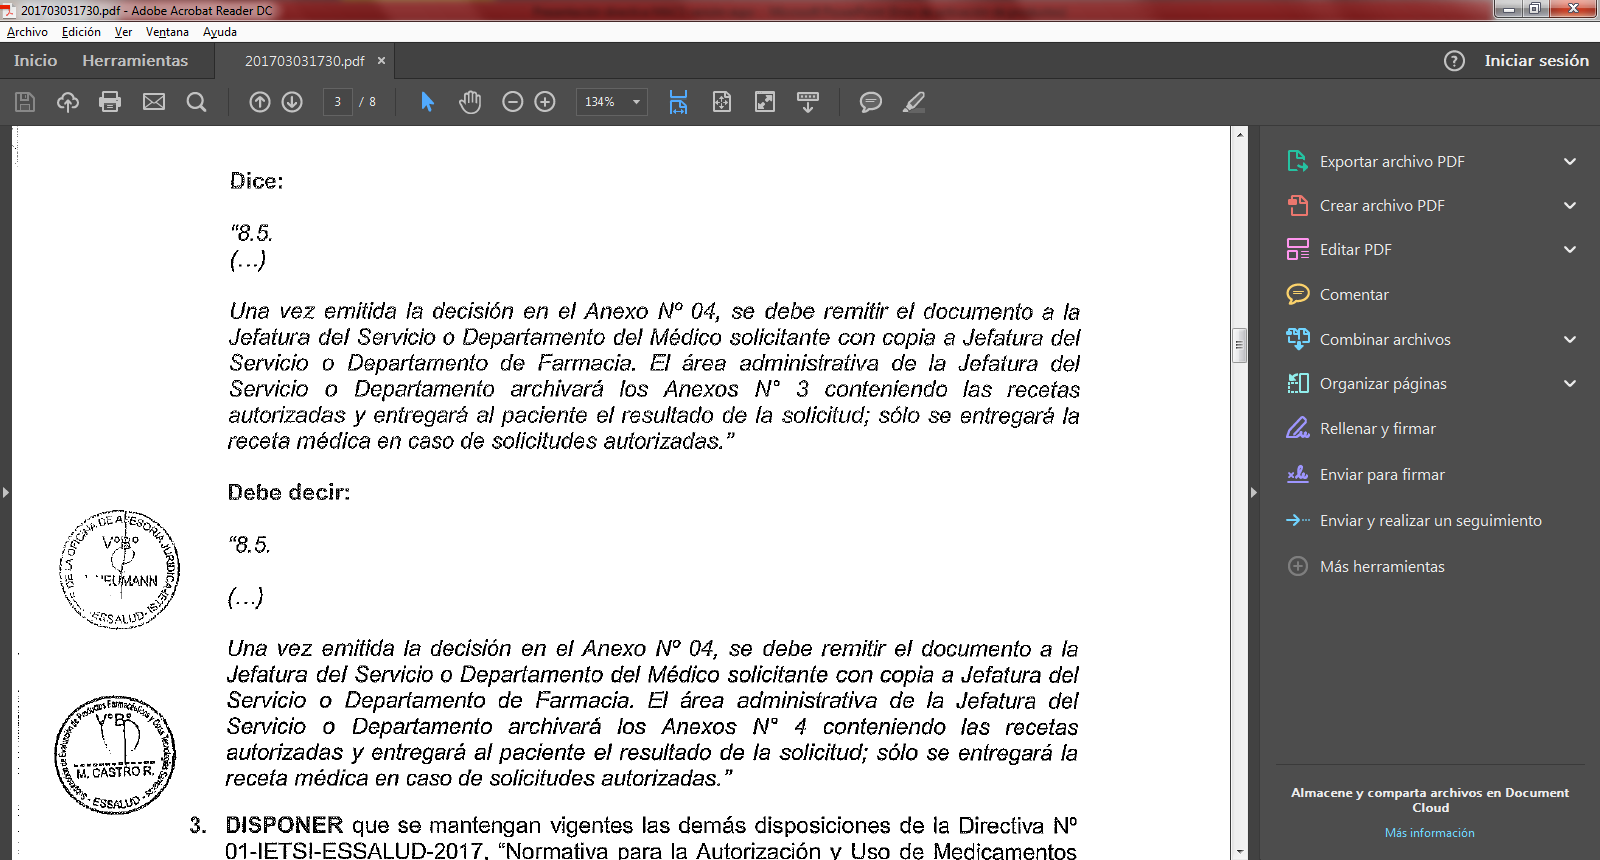 201703031730.pdf - Adobe Acrobat Reader DC
Archivo Edición Ver Ventana Ayuda
Inicio Herramientas 201703031730.pdf × ? Iniciar sesión
3 / 8 134%
Dice:
“8.5.
(...)
Una vez emitida la decisión en el Anexo Nº 04, se debe remitir el documento a la
Jefatura del Servicio o Departamento del Médico solicitante con copia a Jefatura del
Servicio o Departamento de Farmacia. El área administrativa de la Jefatura del
Servicio o Departamento archivará los Anexos N° 3 conteniendo las recetas
autorizadas y entregará al paciente el resultado de la solicitud; sólo se entregará la
receta médica en caso de solicitudes autorizadas.”
Debe decir:
“8.5.
(...)
Una vez emitida la decisión en el Anexo Nº 04, se debe remitir el documento a la
Jefatura del Servicio o Departamento del Médico solicitante con copia a Jefatura del
Servicio o Departamento de Farmacia. El área administrativa de la Jefatura del
Servicio o Departamento archivará los Anexos N° 4 conteniendo las recetas
autorizadas y entregará al paciente el resultado de la solicitud; sólo se entregará la
receta médica en caso de solicitudes autorizadas.”
3. DISPONER que se mantengan vigentes las demás disposiciones de la Directiva Nº
01-IETSI-ESSALUD-2017, “Normativa para la Autorización y Uso de Medicamentos
DE LA OFICINA DE ASESORIA JURIDICA-IETSI
V°B°
EUMANN
-ESSALUD-
V°B°
M. CASTRO R.
- ESSALUD -
Exportar archivo PDF
Crear archivo PDF
Editar PDF
Comentar
Combinar archivos
Organizar páginas
Rellenar y firmar
Enviar para firmar
Enviar y realizar un seguimiento
Más herramientas
Almacene y comparta archivos en Document
Cloud
Más información